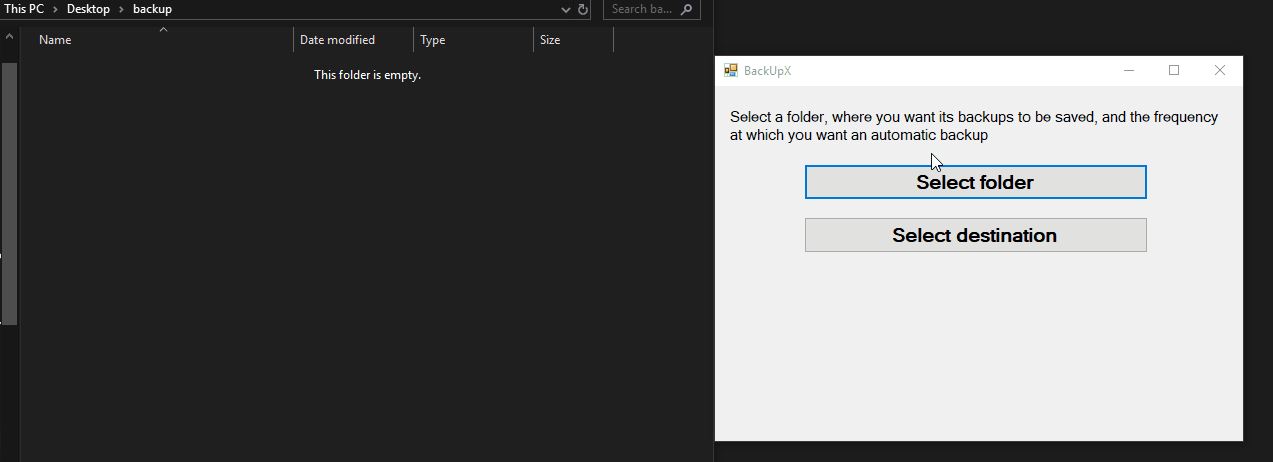 This PC > Desktop > backup
Search ba...
Name
Date modified
Type
Size
This folder is empty.
BackUpX
Select a folder, where you want its backups to be saved, and the frequency
at which you want an automatic backup
Select folder
Select destination